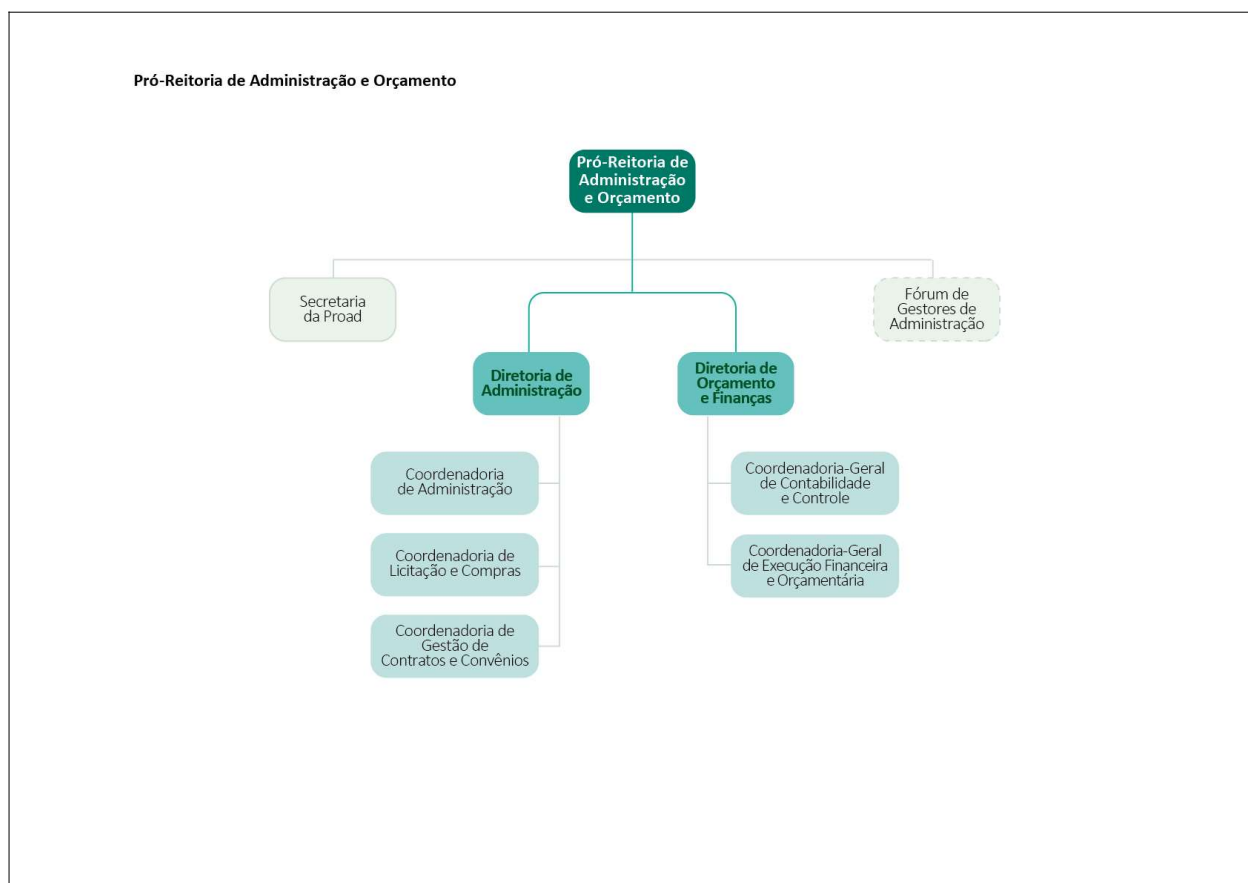 Pró-Reitoria de Administração e Orçamento
Pró-Reitoria de
Administração
e Orçamento
Secretaria
da Proad
Fórum de
Gestores de
Administração
Diretoria de
Administração
Diretoria de
Orçamento
e Finanças
Coordenadoria
de Administração
Coordenadoria de
Licitação e Compras
Coordenadoria de
Gestão de
Contratos e Convênios
Coordenadoria-Geral
de Contabilidade
e Controle
Coordenadoria-Geral
de Execução Financeira
e Orçamentária